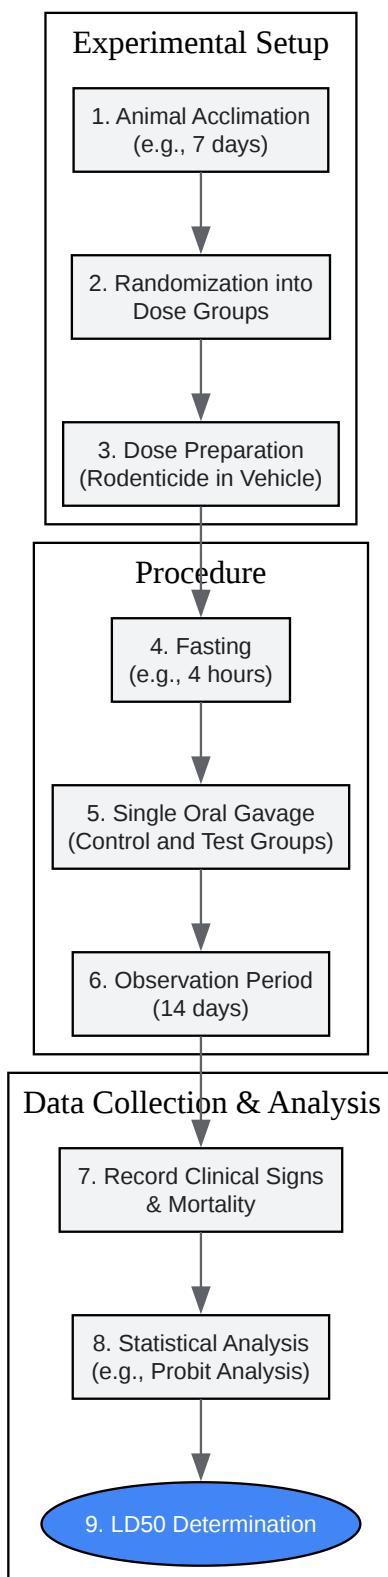 Experimental Setup
1. Animal Acclimation
(e.g., 7 days)
2. Randomization into
Dose Groups
3. Dose Preparation
(Rodenticide in Vehicle)
Procedure
4. Fasting
(e.g., 4 hours)
5. Single Oral Gavage
(Control and Test Groups)
6. Observation Period
(14 days)
Data Collection & Analysis
7. Record Clinical Signs
& Mortality
8. Statistical Analysis
(e.g., Probit Analysis)
9. LD50 Determination